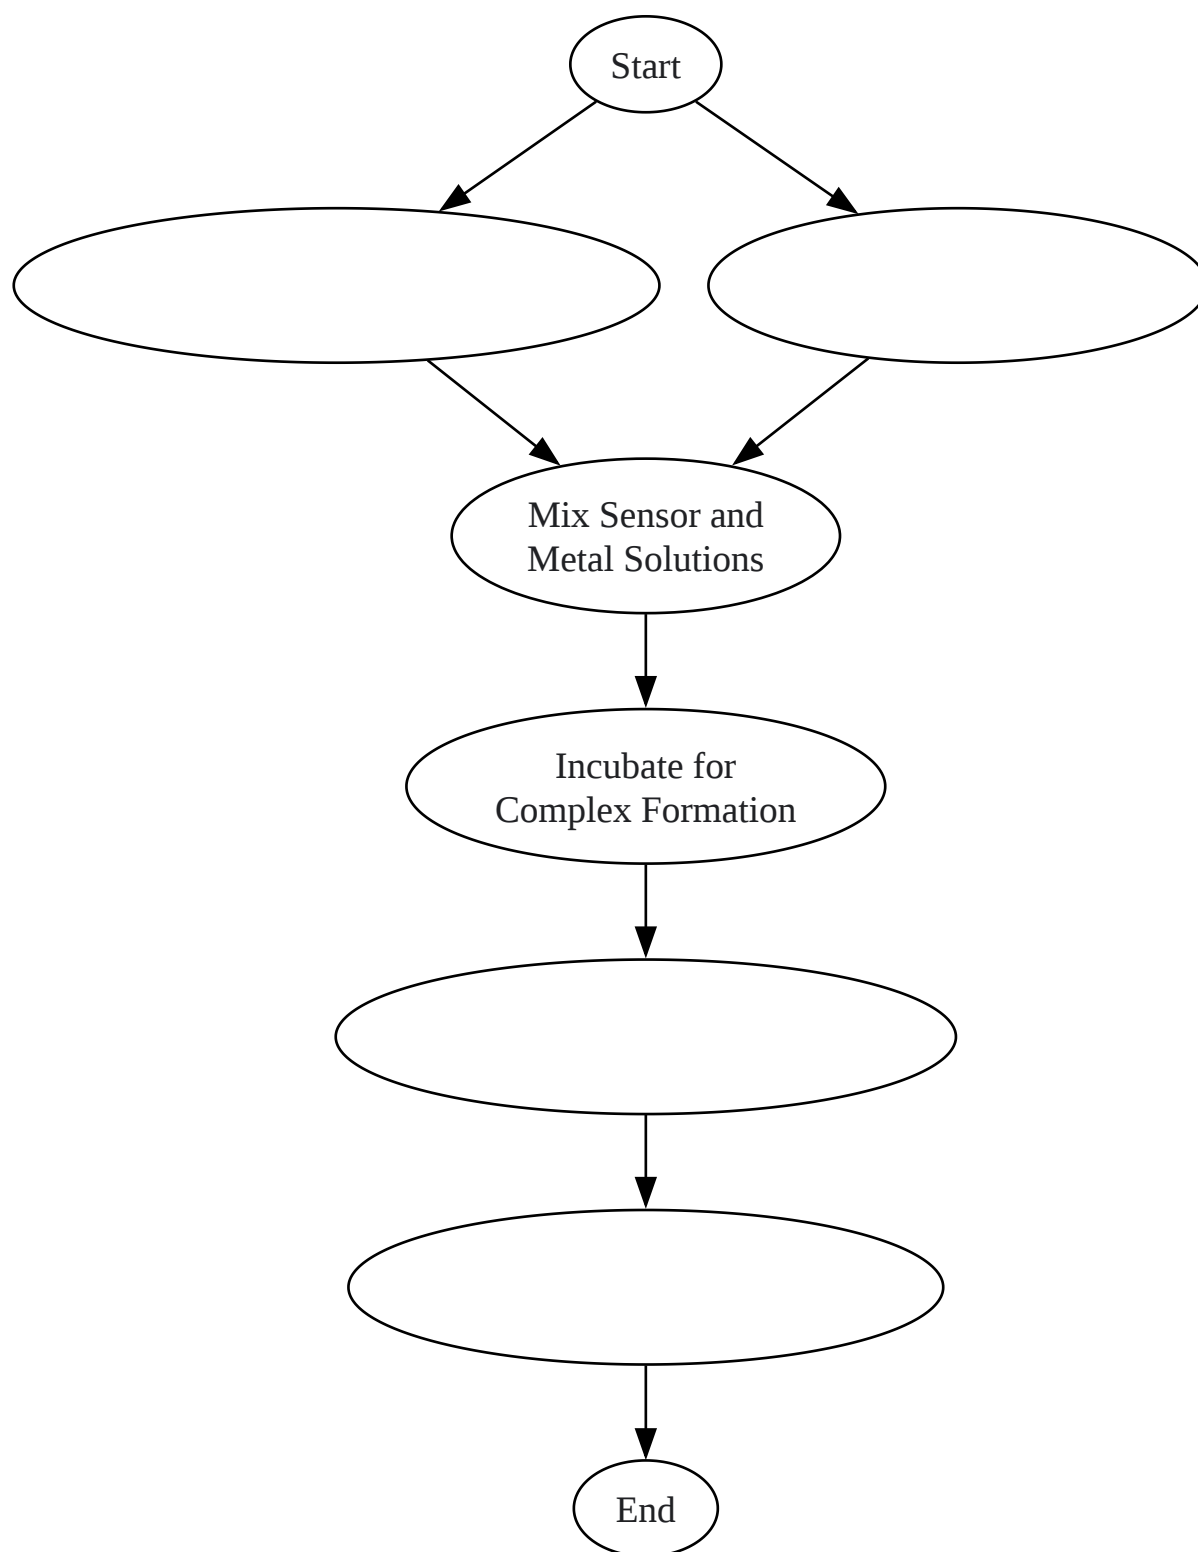 Start
Mix Sensor and
Metal Solutions
Incubate for
Complex Formation
End